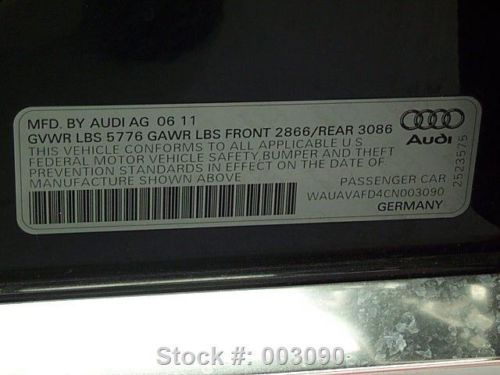 MFD. BY AUDI AG 06 11
GVWR LBS 5776 GAWR LBS FRONT 2866/REAR 3086
THIS VEHICLE CONFORMS TO ALL APPLICABLE U S
FEDERAL MOTOR VEHICLE SAFETY,BUMPER AND THEFT
PREVENTION STANDARDS IN EFFECT ON THE DATE OF
MANUFACTURE SHOWN ABOVE
PASSENGER CAR
WAUAVAFD4CN003090
GERMANY
Audi
2523575
Stock #: 003090